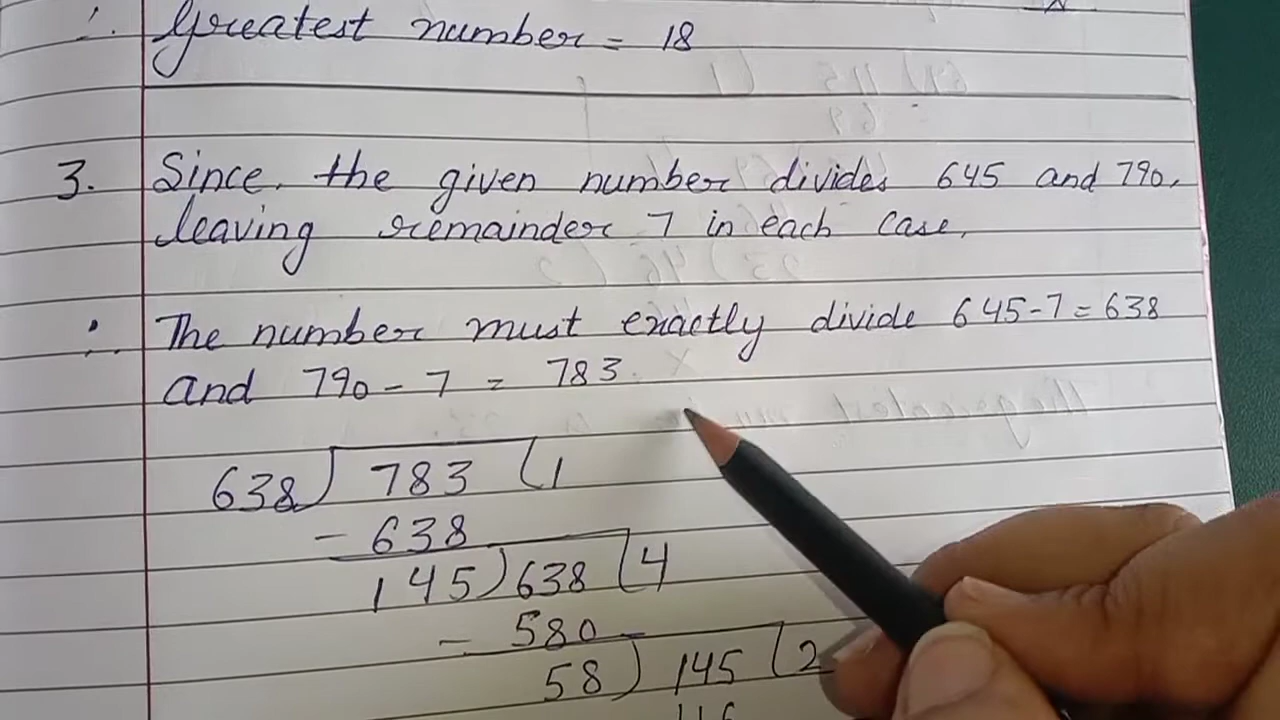 ∴ Greatest number = 18
3. Since, the given number divides 645 and 790,
leaving remainder 7 in each case.
∴ The number must exactly divide 645-7=638
and 790-7 = 783.
638) 783 (1
- 638
145) 638 (4
- 580
58) 145 (2
116